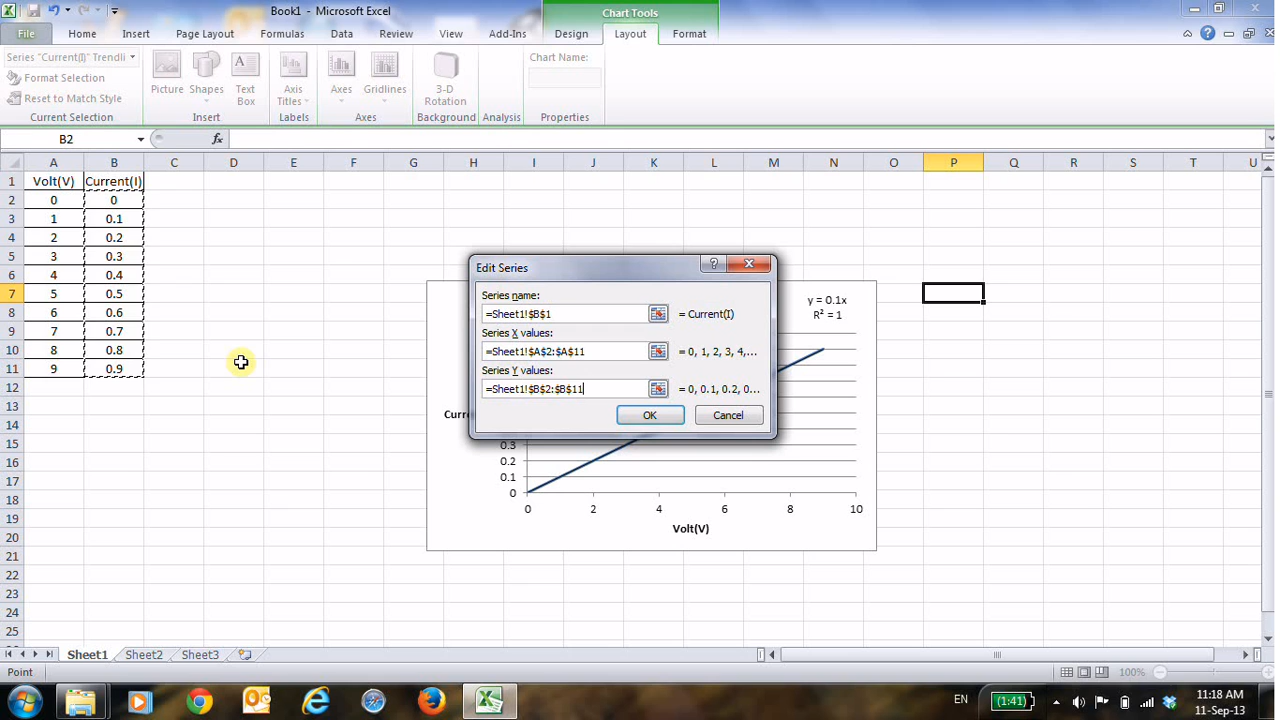 Book1 - Microsoft Excel
Chart Tools
File Home Insert Page Layout Formulas Data Review View Add-Ins Design Layout Format
Series "Current(I)" Trendli
Format Selection
Reset to Match Style
Current Selection
Picture Shapes Text Box
Insert
Axis Titles
Labels
Axes Gridlines
Axes
3-D Rotation
Background
Analysis
Chart Name:
Properties
B2 fx
A B C D E F G H I J K L M N O P Q R S T U
1 Volt(V) Current(I)
2 0 0
3 1 0.1
4 2 0.2
5 3 0.3
6 4 0.4
7 5 0.5
8 6 0.6
9 7 0.7
10 8 0.8
11 9 0.9
12
13
14
15
16
17
18
19
20
21
22
23
24
25
Edit Series
Series name:
=Sheet1!$B$1 = Current(I)
Series X values:
=Sheet1!$A$2:$A$11 = 0, 1, 2, 3, 4,...
Series Y values:
=Sheet1!$B$2:$B$11 = 0, 0.1, 0.2, 0...
OK Cancel
y = 0.1x
R² = 1
Curre
0.3
0.2
0.1
0
0 2 4 6 8 10
Volt(V)
Sheet1 Sheet2 Sheet3
Point 100%
EN (1:41) 11:18 AM
11-Sep-13